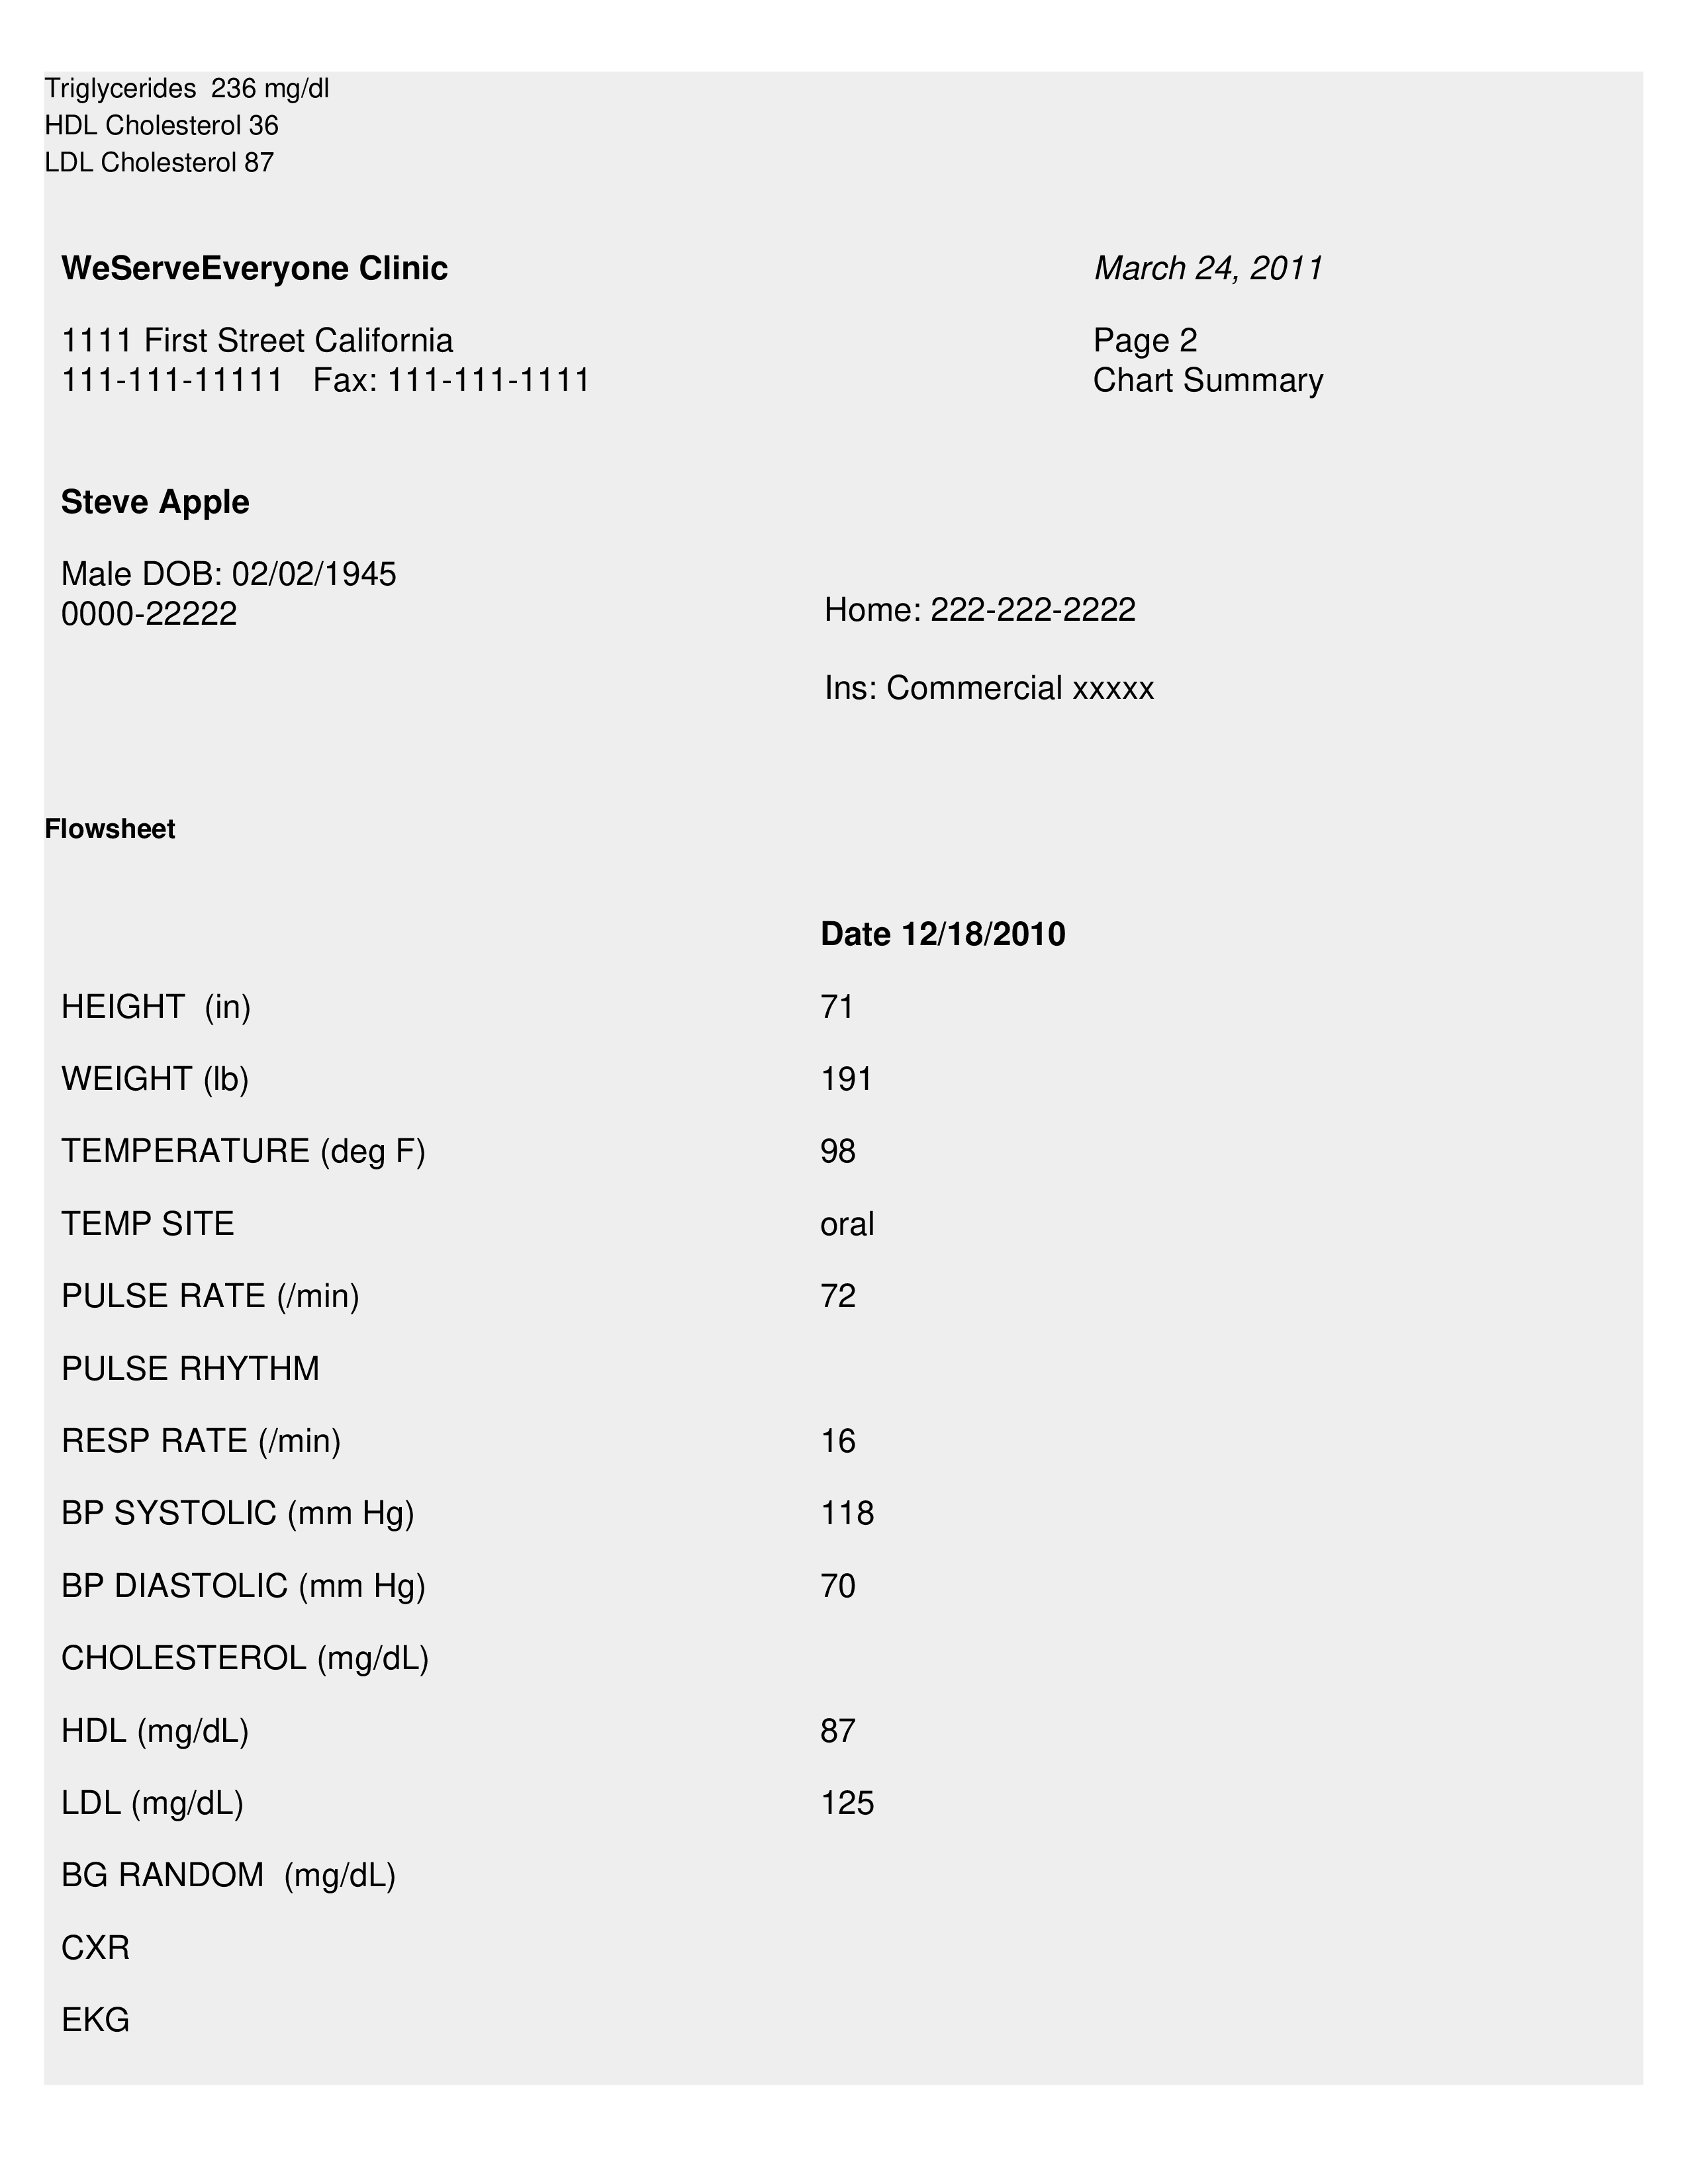 Triglycerides  236 mg/dl
HDL Cholesterol 36
LDL Cholesterol 87
WeServeEveryone Clinic
March 24, 2011
1111 First Street California
111-111-11111   Fax: 111-111-1111
Page 2
Chart Summary
Steve Apple
Male DOB: 02/02/1945
0000-22222
Home: 222-222-2222
Ins: Commercial xxxxx
Flowsheet
Date 12/18/2010
HEIGHT  (in) 71
WEIGHT (lb) 191
TEMPERATURE (deg F) 98
TEMP SITE oral
PULSE RATE (/min) 72
PULSE RHYTHM
RESP RATE (/min) 16
BP SYSTOLIC (mm Hg) 118
BP DIASTOLIC (mm Hg) 70
CHOLESTEROL (mg/dL)
HDL (mg/dL) 87
LDL (mg/dL) 125
BG RANDOM  (mg/dL)
CXR
EKG